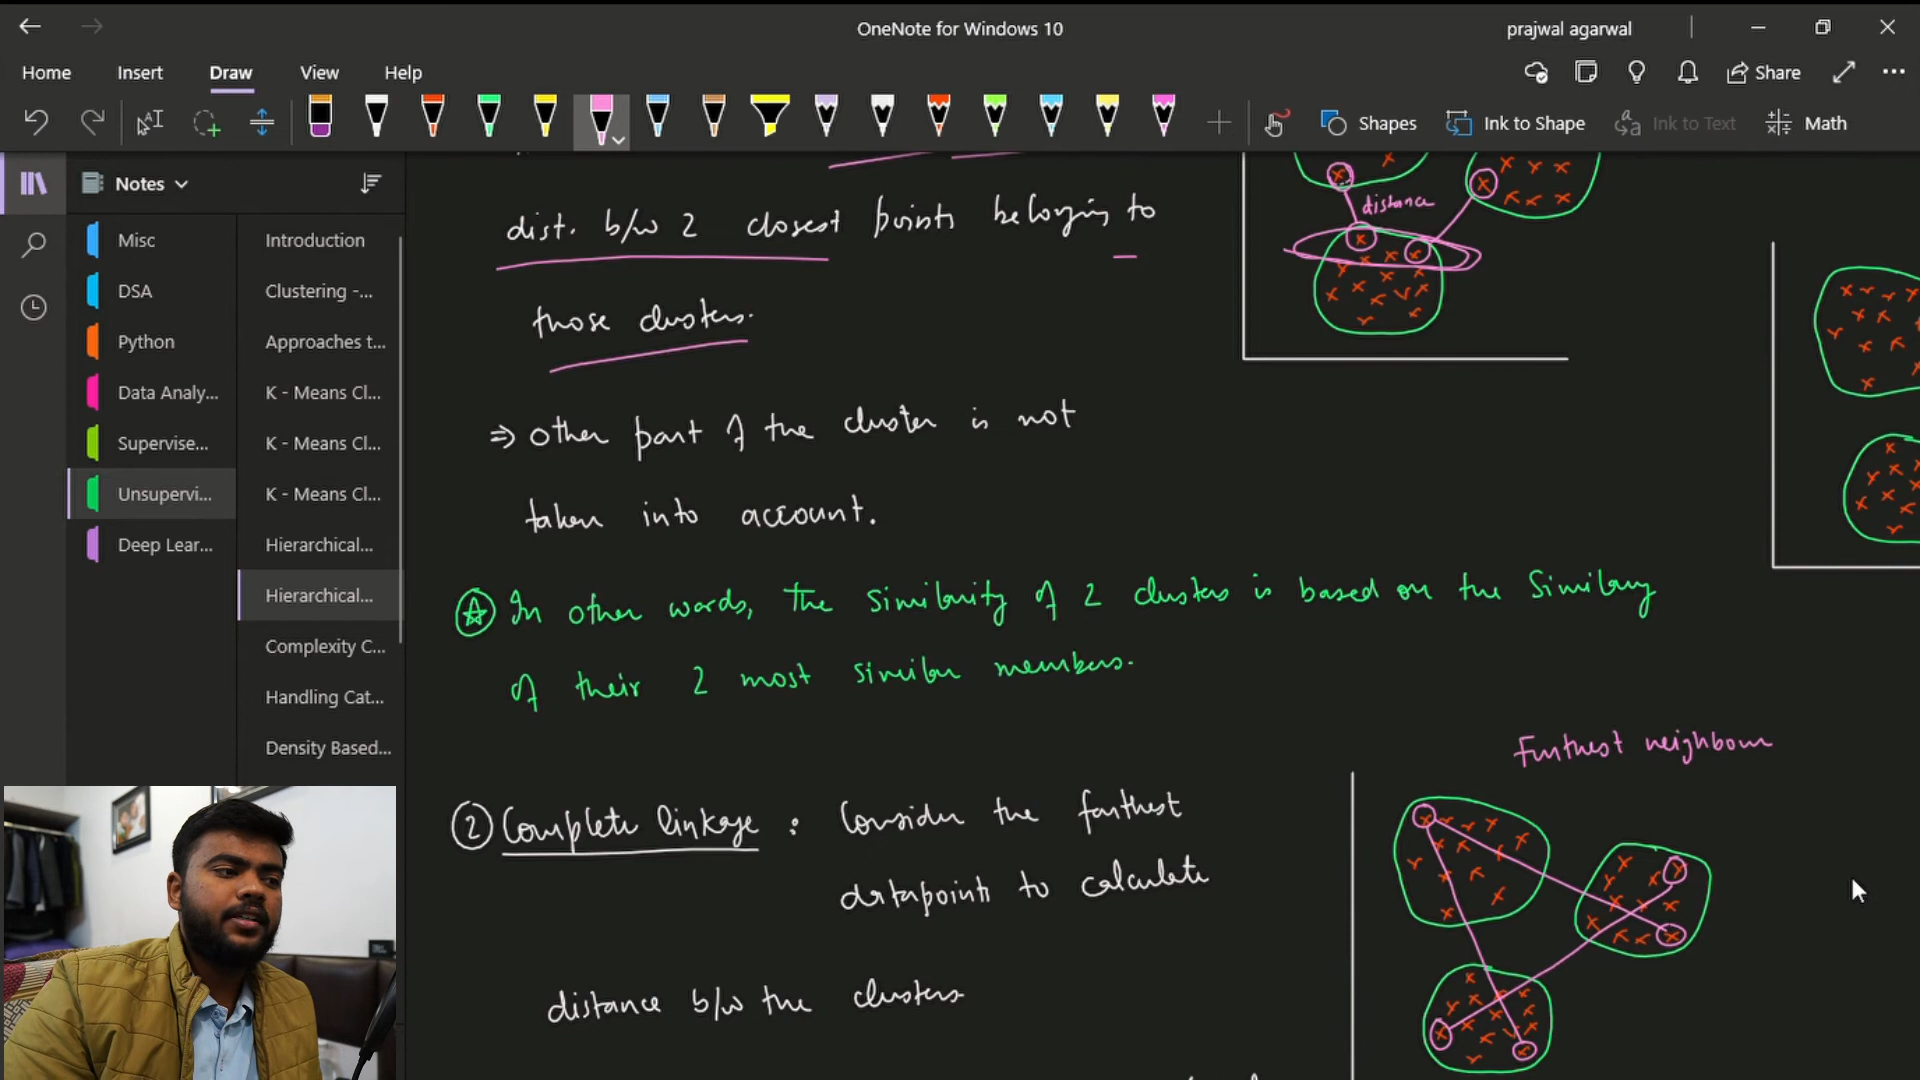 OneNote for Windows 10
prajwal agarwal
Home Insert Draw View Help
Share
Shapes Ink to Shape Ink to Text Math
Notes
Misc
DSA
Python
Data Analy...
Supervise...
Unsupervi...
Deep Lear...
Introduction
Clustering -...
Approaches t...
K - Means Cl...
K - Means Cl...
K - Means Cl...
Hierarchical...
Hierarchical...
Complexity C...
Handling Cat...
Density Based...
dist. b/w 2 closest points belonging to
those clusters.
⇒ Other part of the cluster is not
taken into account.
In other words, the similarity of 2 clusters is based on the similarity
of their 2 most similar members.
② Complete linkage : Consider the farthest
datapoints to calculate
distance b/w the clusters
distance
Furthest neighbour